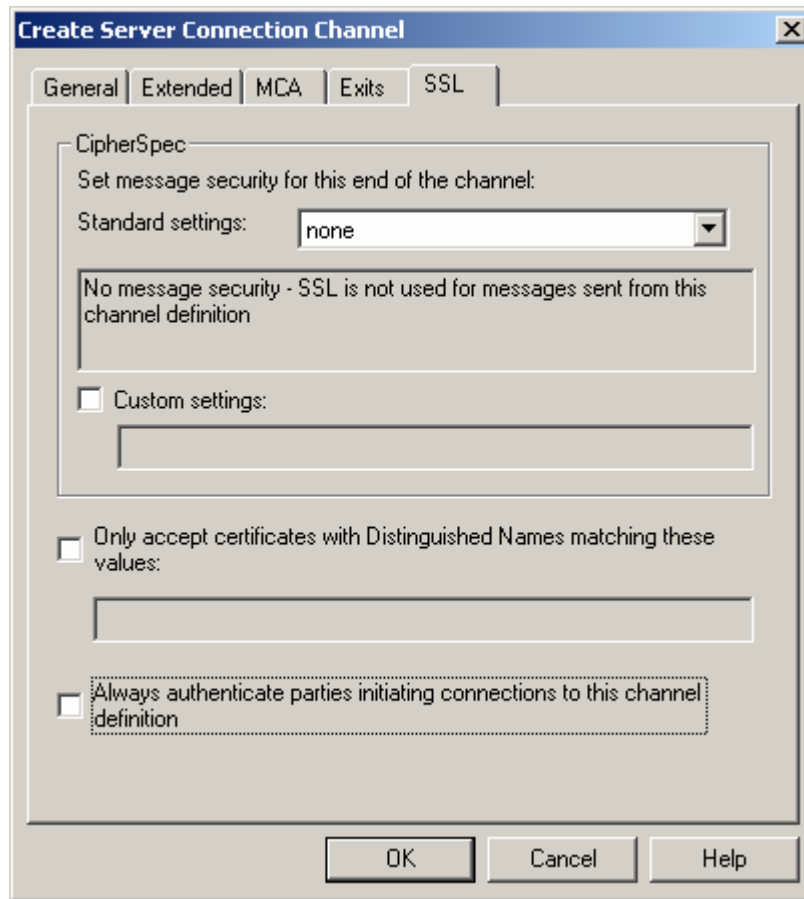 Create Server Connection Channel
General Extended MCA Exits SSL
CipherSpec
Set message security for this end of the channel:
Standard settings: none
No message security - SSL is not used for messages sent from this
channel definition
Custom settings:
Only accept certificates with Distinguished Names matching these
values:
Always authenticate parties initiating connections to this channel
definition
OK Cancel Help